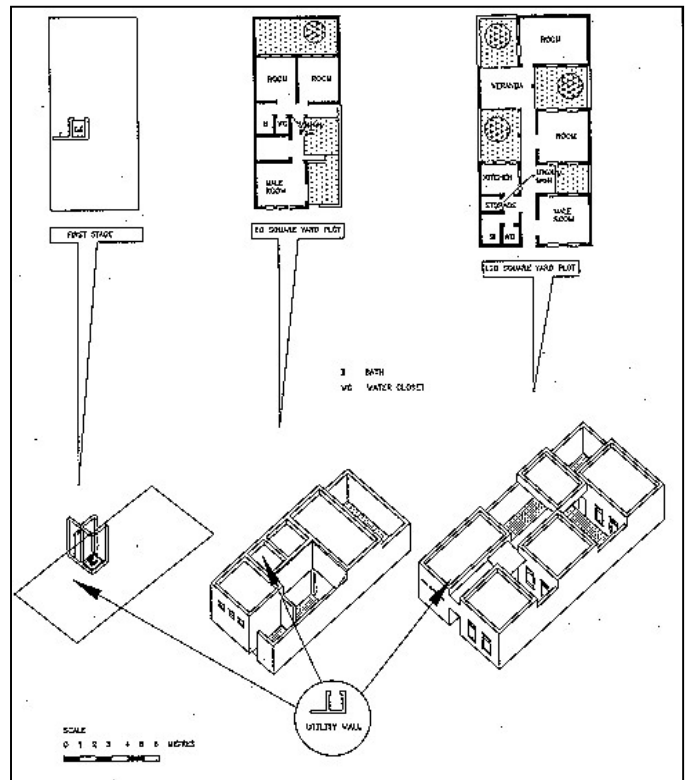 ROOM
ROOM
ROOM
VERANDA
B
WC
ROOM
KITCHEN
MALE
ROOM
STORAGE
MALE
ROOM
B
WC
FIRST STAGE
80 SQUARE YARD PLOT
120 SQUARE YARD PLOT
B BATH
WC WATER CLOSET
UTILITY WALL
SCALE
0 1 2 3 4 5 6 METRES